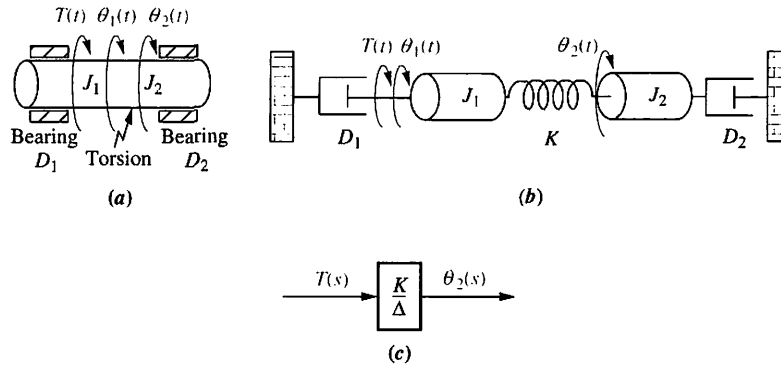 T(t) θ₁(t) θ₂(t)
J₁ J₂
Bearing Bearing
D₁ Torsion D₂
(a)
T(t) θ₁(t) θ₂(t)
J₁ J₂
D₁ K D₂
(b)
T(s) K/Δ θ₂(s)
(c)